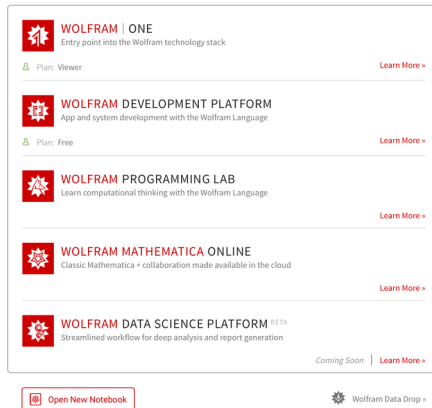 WOLFRAM | ONE
Entry point into the Wolfram technology stack
Plan: Viewer
Learn More »
WOLFRAM DEVELOPMENT PLATFORM
App and system development with the Wolfram Language
Plan: Free
Learn More »
WOLFRAM PROGRAMMING LAB
Learn computational thinking with the Wolfram Language
Learn More »
WOLFRAM MATHEMATICA ONLINE
Classic Mathematica + collaboration made available in the cloud
Learn More »
WOLFRAM DATA SCIENCE PLATFORM BETA
Streamlined workflow for deep analysis and report generation
Coming Soon | Learn More »
Open New Notebook
Wolfram Data Drop »